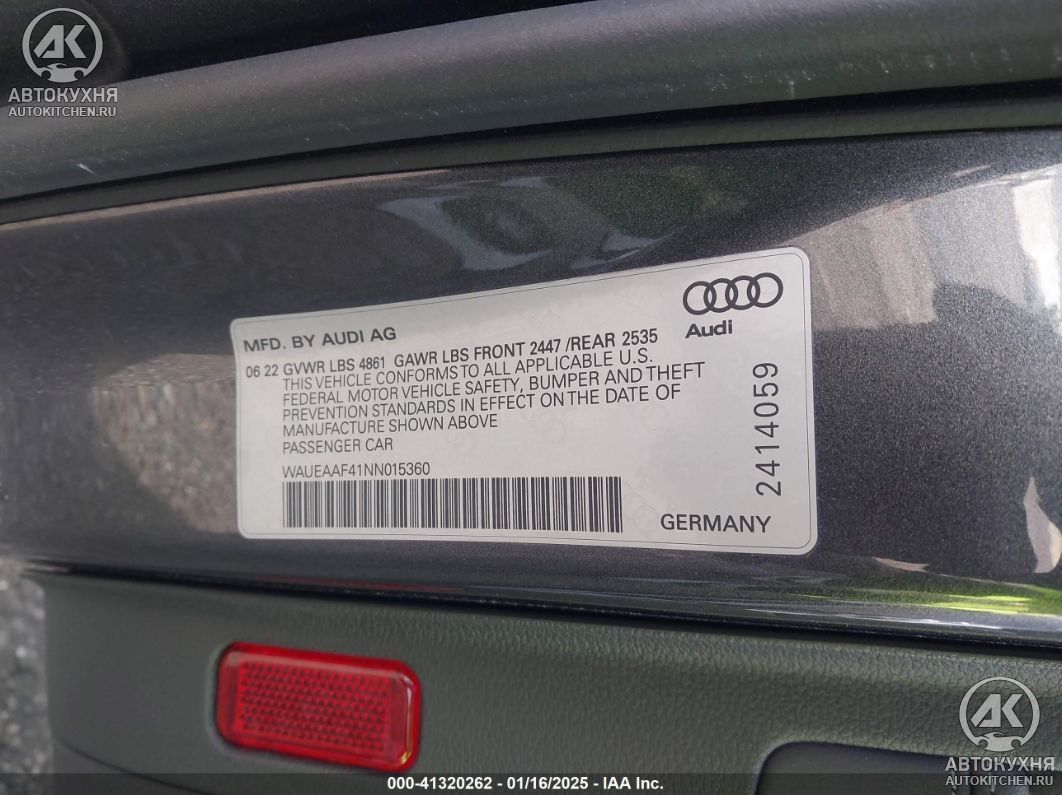 AK
АВТОКУХНЯ
AUTOKITCHEN.RU
Audi
MFD. BY AUDI AG
06 22 GVWR LBS 4861 GAWR LBS FRONT 2447 /REAR 2535
THIS VEHICLE CONFORMS TO ALL APPLICABLE U.S.
FEDERAL MOTOR VEHICLE SAFETY, BUMPER AND THEFT
PREVENTION STANDARDS IN EFFECT ON THE DATE OF
MANUFACTURE SHOWN ABOVE
PASSENGER CAR
WAUEAAF41NN015360
2414059
GERMANY
AK
АВТОКУХНЯ
AUTOKITCHEN.RU
000-41320262 - 01/16/2025 - IAA Inc.